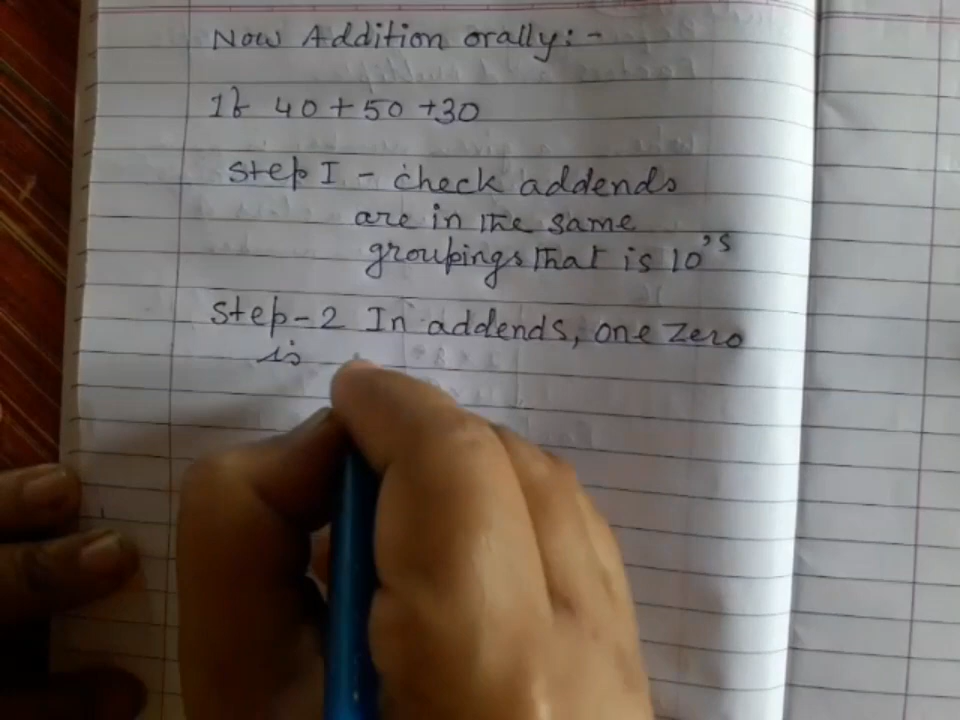 Now Addition orally:-
If 40+50+30
Step I - check addends
are in the same
groupings that is 10's
Step-2 In addends, one zero
is